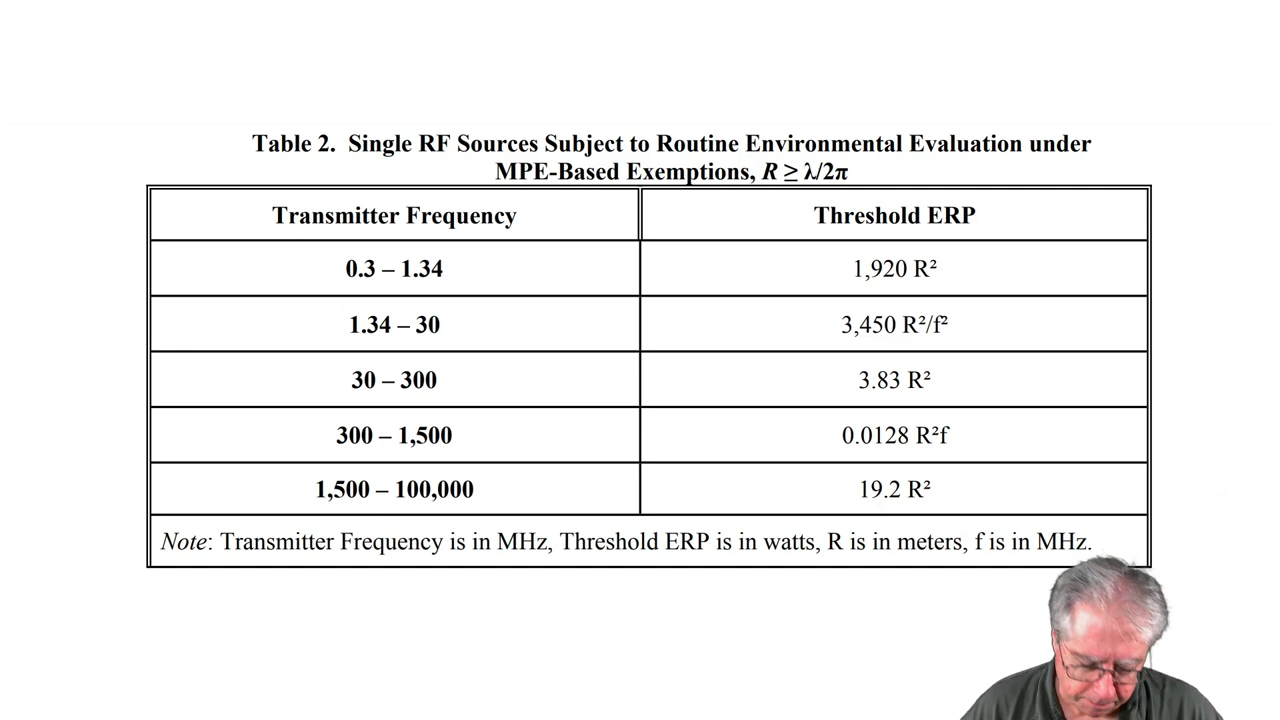 Table 2. Single RF Sources Subject to Routine Environmental Evaluation under
MPE-Based Exemptions, R ≥ λ/2π
Transmitter Frequency Threshold ERP
0.3 – 1.34 1,920 R²
1.34 – 30 3,450 R²/f²
30 – 300 3.83 R²
300 – 1,500 0.0128 R²f
1,500 – 100,000 19.2 R²
Note: Transmitter Frequency is in MHz, Threshold ERP is in watts, R is in meters, f is in MHz.